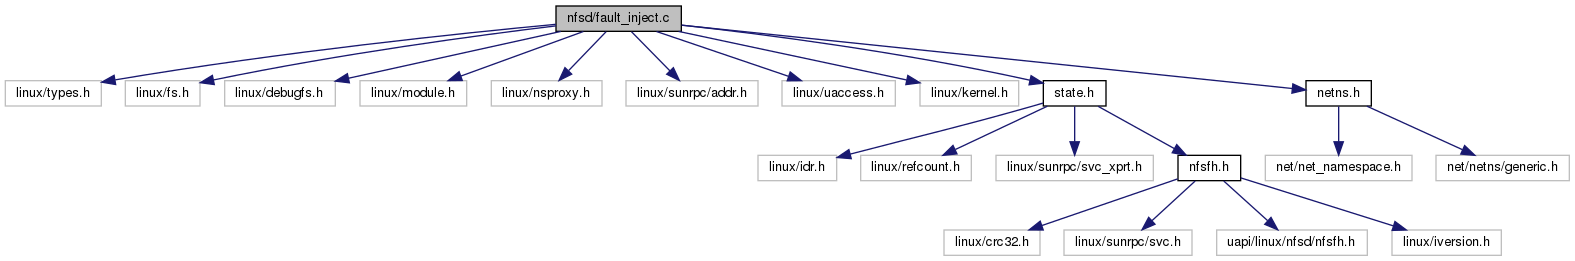 nfsd/fault_inject.c
linux/types.h
linux/fs.h
linux/debugfs.h
linux/module.h
linux/nsproxy.h
linux/sunrpc/addr.h
linux/uaccess.h
linux/kernel.h
state.h
netns.h
linux/idr.h
linux/refcount.h
linux/sunrpc/svc_xprt.h
nfsfh.h
net/net_namespace.h
net/netns/generic.h
linux/crc32.h
linux/sunrpc/svc.h
uapi/linux/nfsd/nfsfh.h
linux/iversion.h